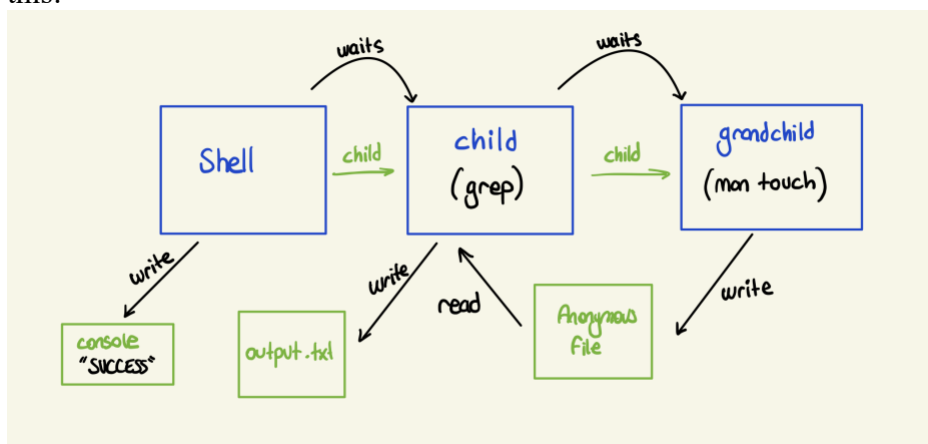 this:
waits
waits
Shell
child
child
(grep)
child
grandchild
(man touch)
write
write
read
write
console
"SUCCESS"
output.txt
Anonymous
File